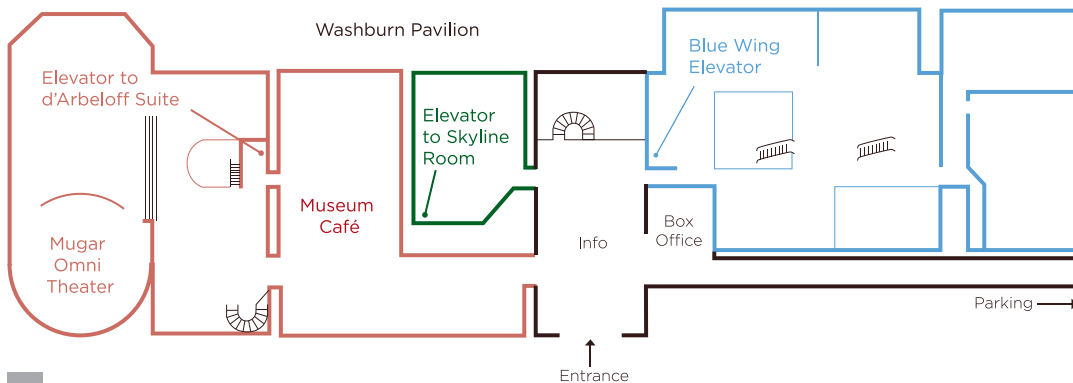 Washburn Pavilion
Elevator to
d'Arbeloff Suite
Blue Wing
Elevator
Elevator
to Skyline
Room
Museum
Café
Mugar
Omni
Theater
Info
Box
Office
Parking
Entrance